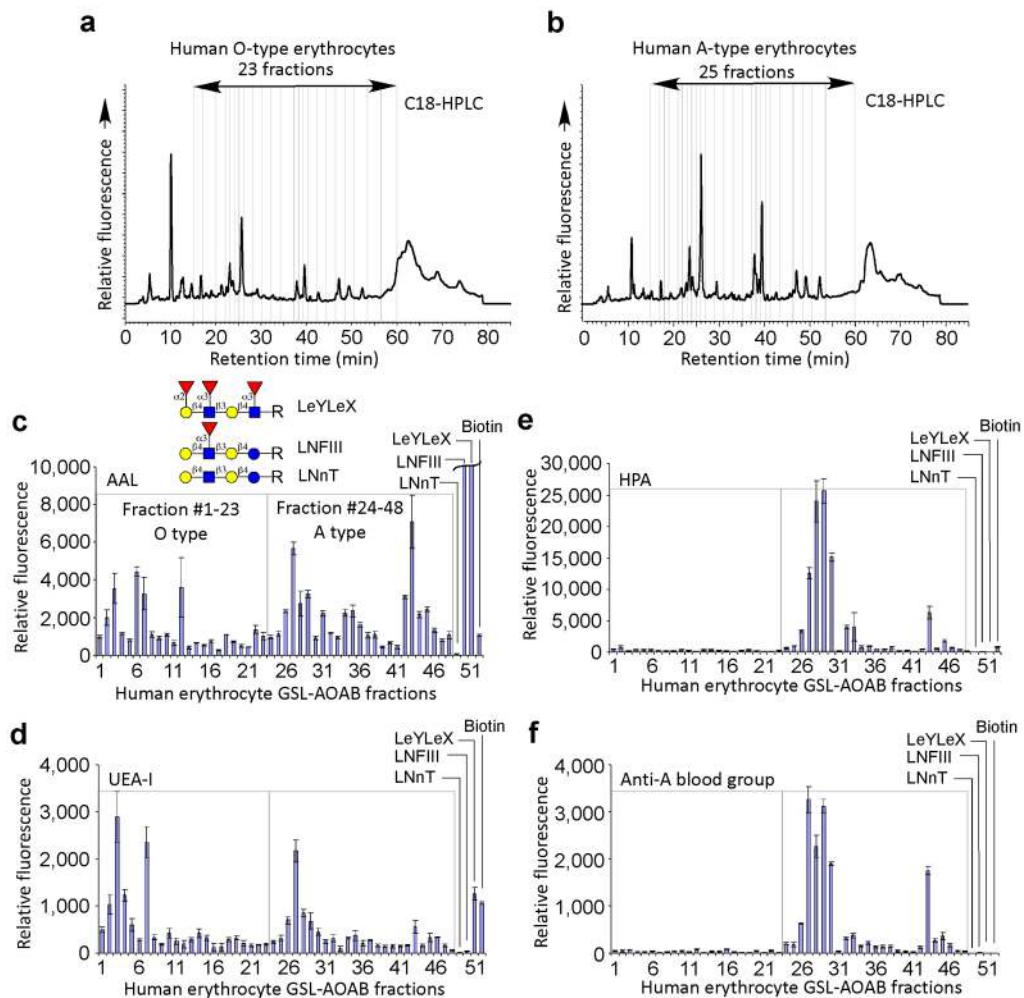 a
Human O-type erythrocytes
23 fractions
C18-HPLC
Relative fluorescence
0 10 20 30 40 50 60 70 80
Retention time (min)
b
Human A-type erythrocytes
25 fractions
C18-HPLC
Relative fluorescence
0 10 20 30 40 50 60 70 80
Retention time (min)
α2 α3 α3
β4 β3 β4
LeYLeX
α3
β4 β3 β4
LNFIII
β4 β3 β4
LNnT
R
R
R
c
Biotin
LeYLeX
LNFIII
LNnT
AAL
Fraction #1-23
O type
Fraction #24-48
A type
10,000
8,000
6,000
4,000
2,000
0
Relative fluorescence
1 6 11 16 21 26 31 36 41 46 51
Human erythrocyte GSL-AOAB fractions
e
Biotin
LeYLeX
LNFIII
LNnT
HPA
30,000
25,000
20,000
15,000
10,000
5,000
0
Relative fluorescence
1 6 11 16 21 26 31 36 41 46 51
Human erythrocyte GSL-AOAB fractions
d
Biotin
LeYLeX
LNFIII
LNnT
UEA-I
4,000
3,000
2,000
1,000
0
Relative fluorescence
1 6 11 16 21 26 31 36 41 46 51
Human erythrocyte GSL-AOAB fractions
f
Biotin
LeYLeX
LNFIII
LNnT
Anti-A blood group
4,000
3,000
2,000
1,000
0
Relative fluorescence
1 6 11 16 21 26 31 36 41 46 51
Human erythrocyte GSL-AOAB fractions